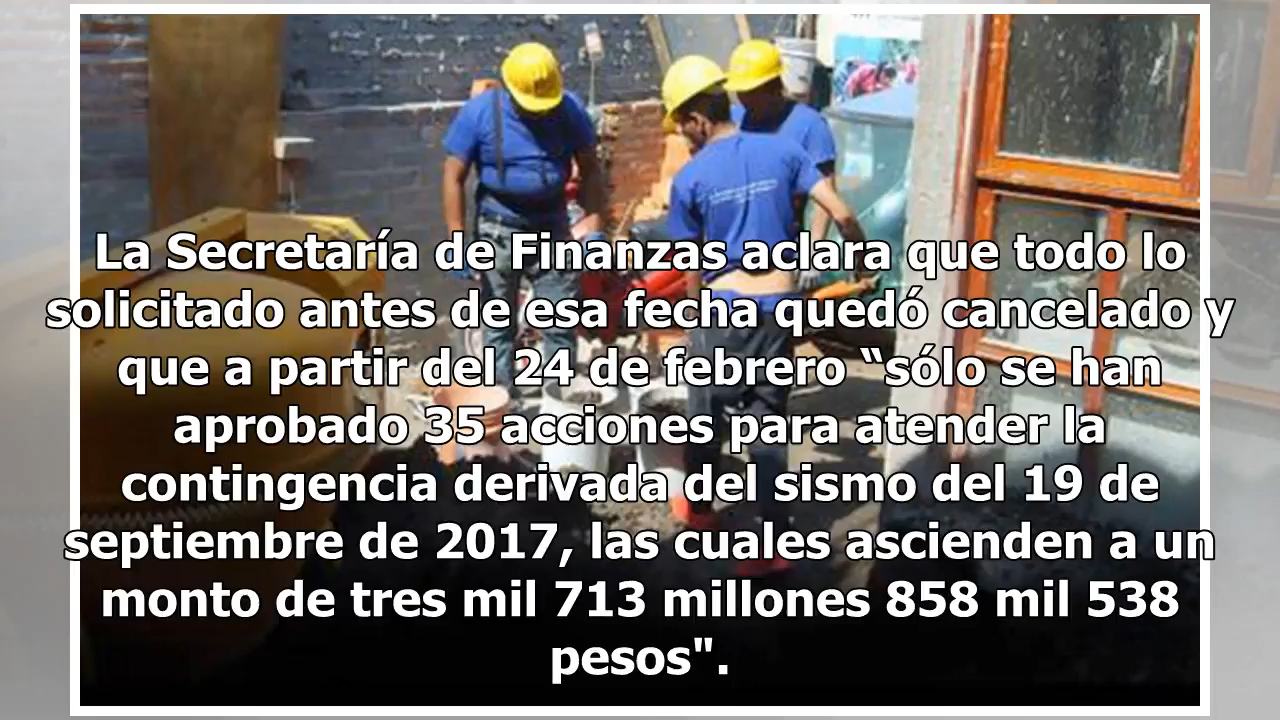 La Secretaría de Finanzas aclara que todo lo
solicitado antes de esa fecha quedó cancelado y
que a partir del 24 de febrero “sólo se han
aprobado 35 acciones para atender la
contingencia derivada del sismo del 19 de
septiembre de 2017, las cuales ascienden a un
monto de tres mil 713 millones 858 mil 538
pesos".